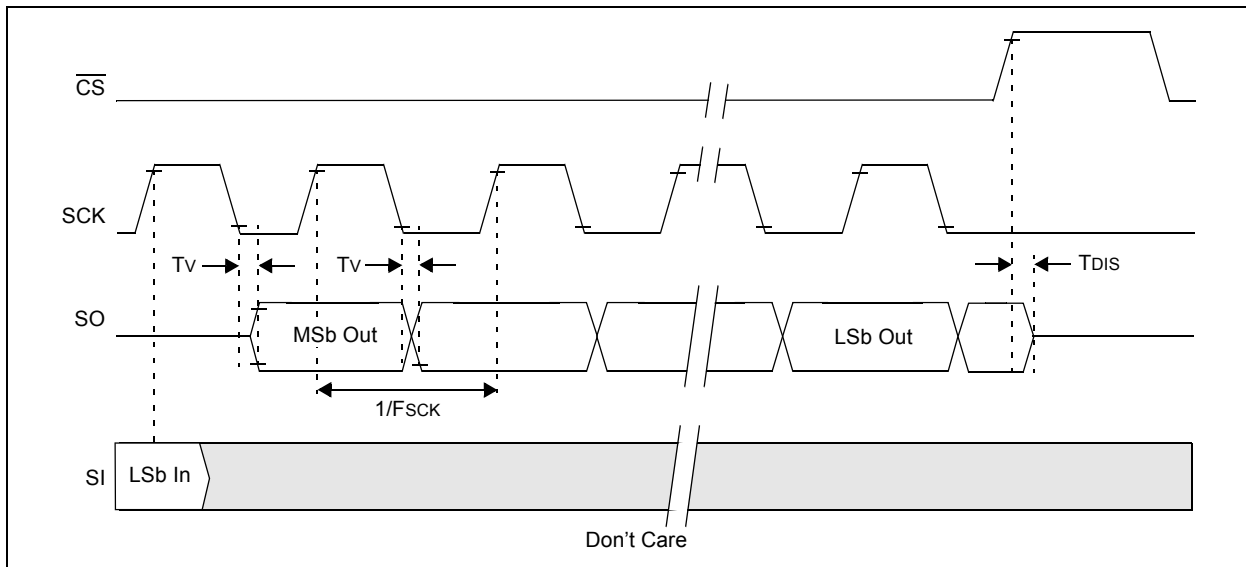 CS
SCK
TV
TV
TDIS
SO
MSb Out
LSb Out
1/FSCK
SI
LSb In
Don't Care